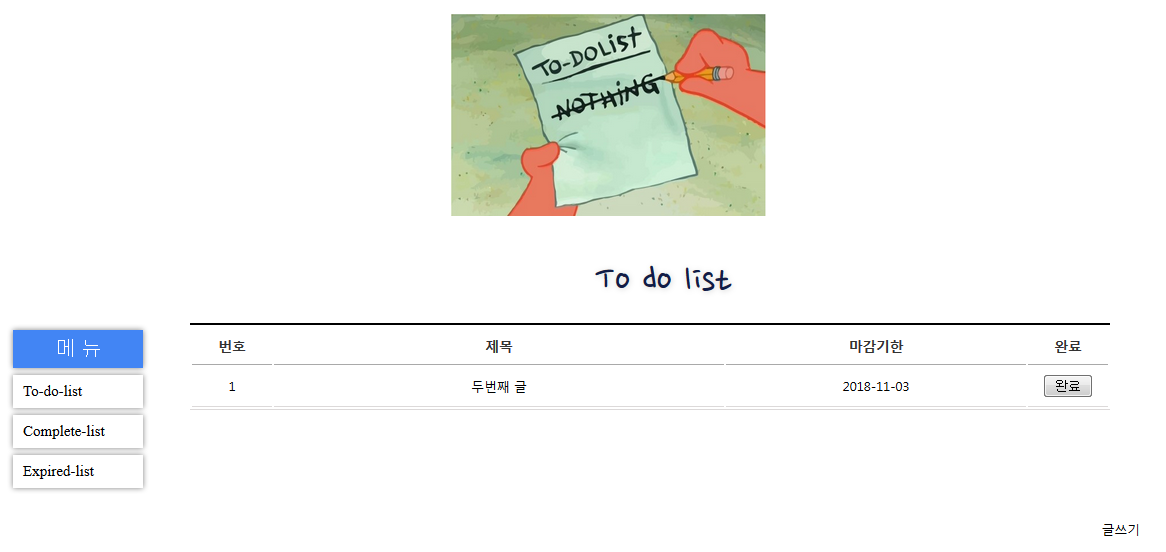 TO-DOLIST
NOTHING
To do list
메 뉴
To-do-list
Complete-list
Expired-list
번호 제목 마감기한 완료
1 두번째 글 2018-11-03 완료
글쓰기